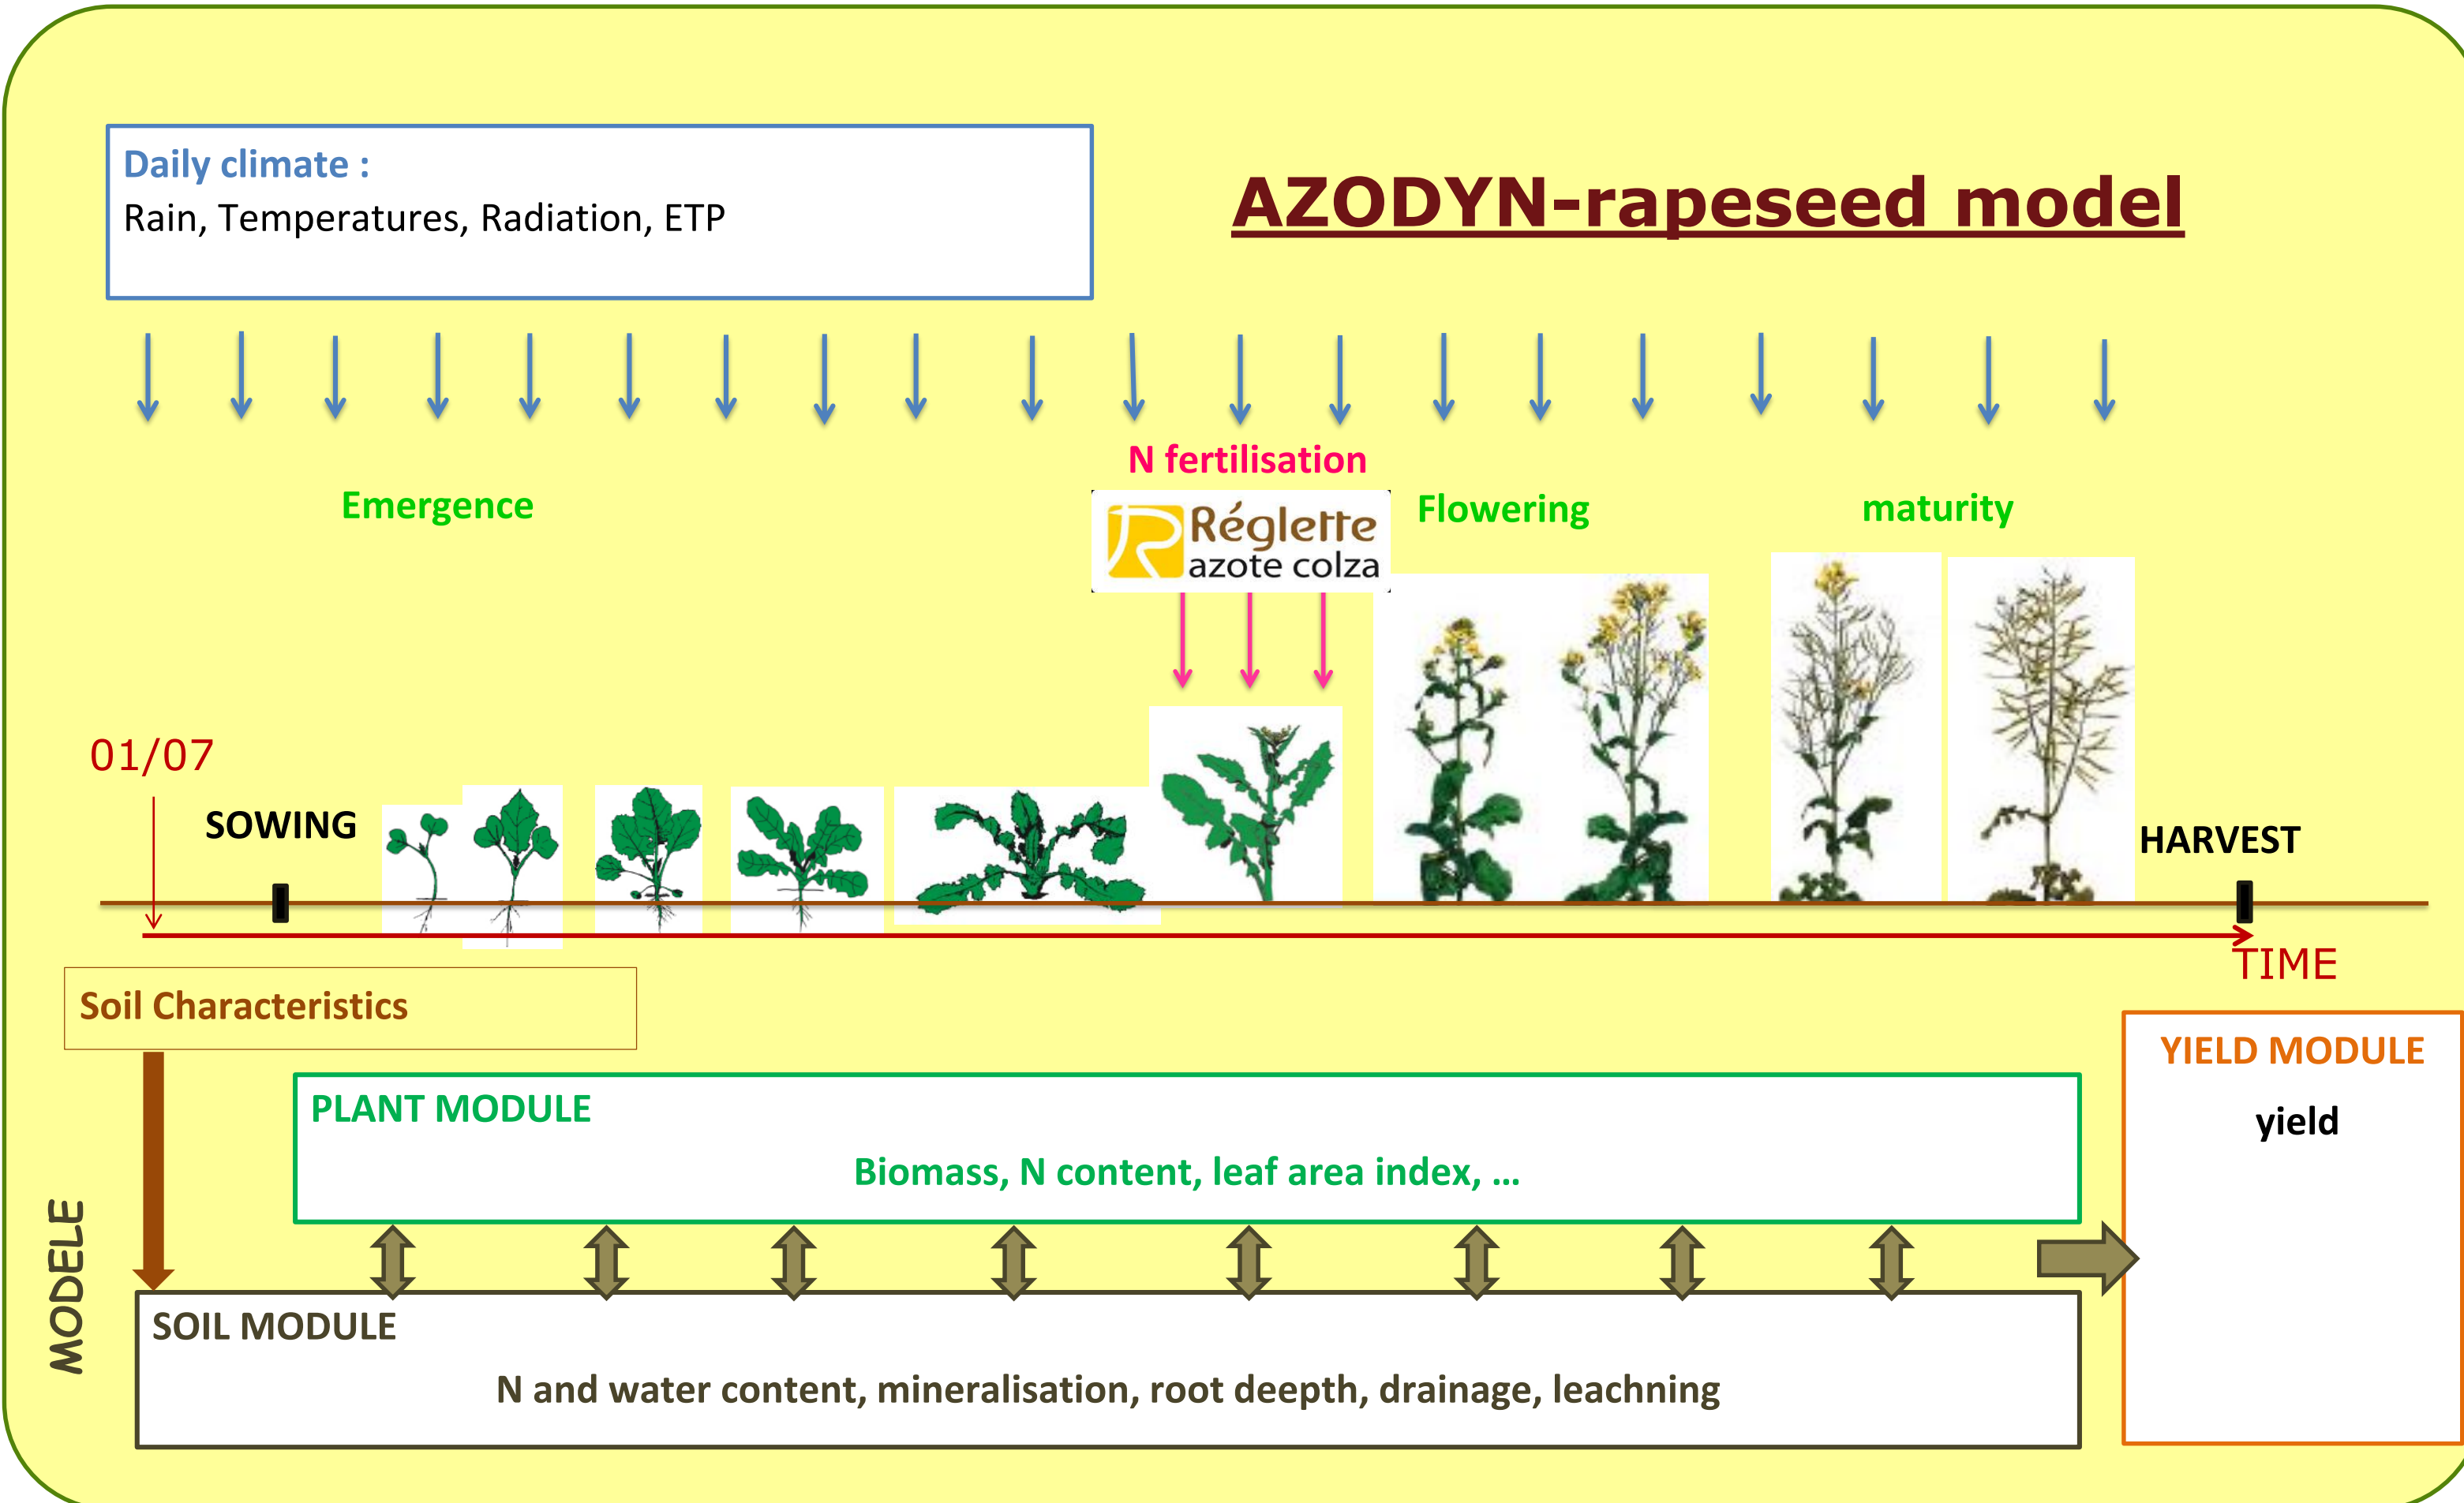 Daily climate :
Rain, Temperatures, Radiation, ETP
AZODYN-rapeseed model
N fertilisation
Emergence
Réglette
azote colza
Flowering
maturity
01/07
SOWING
HARVEST
TIME
Soil Characteristics
YIELD MODULE
yield
PLANT MODULE
Biomass, N content, leaf area index, ...
MODELE
SOIL MODULE
N and water content, mineralisation, root deepth, drainage, leachning